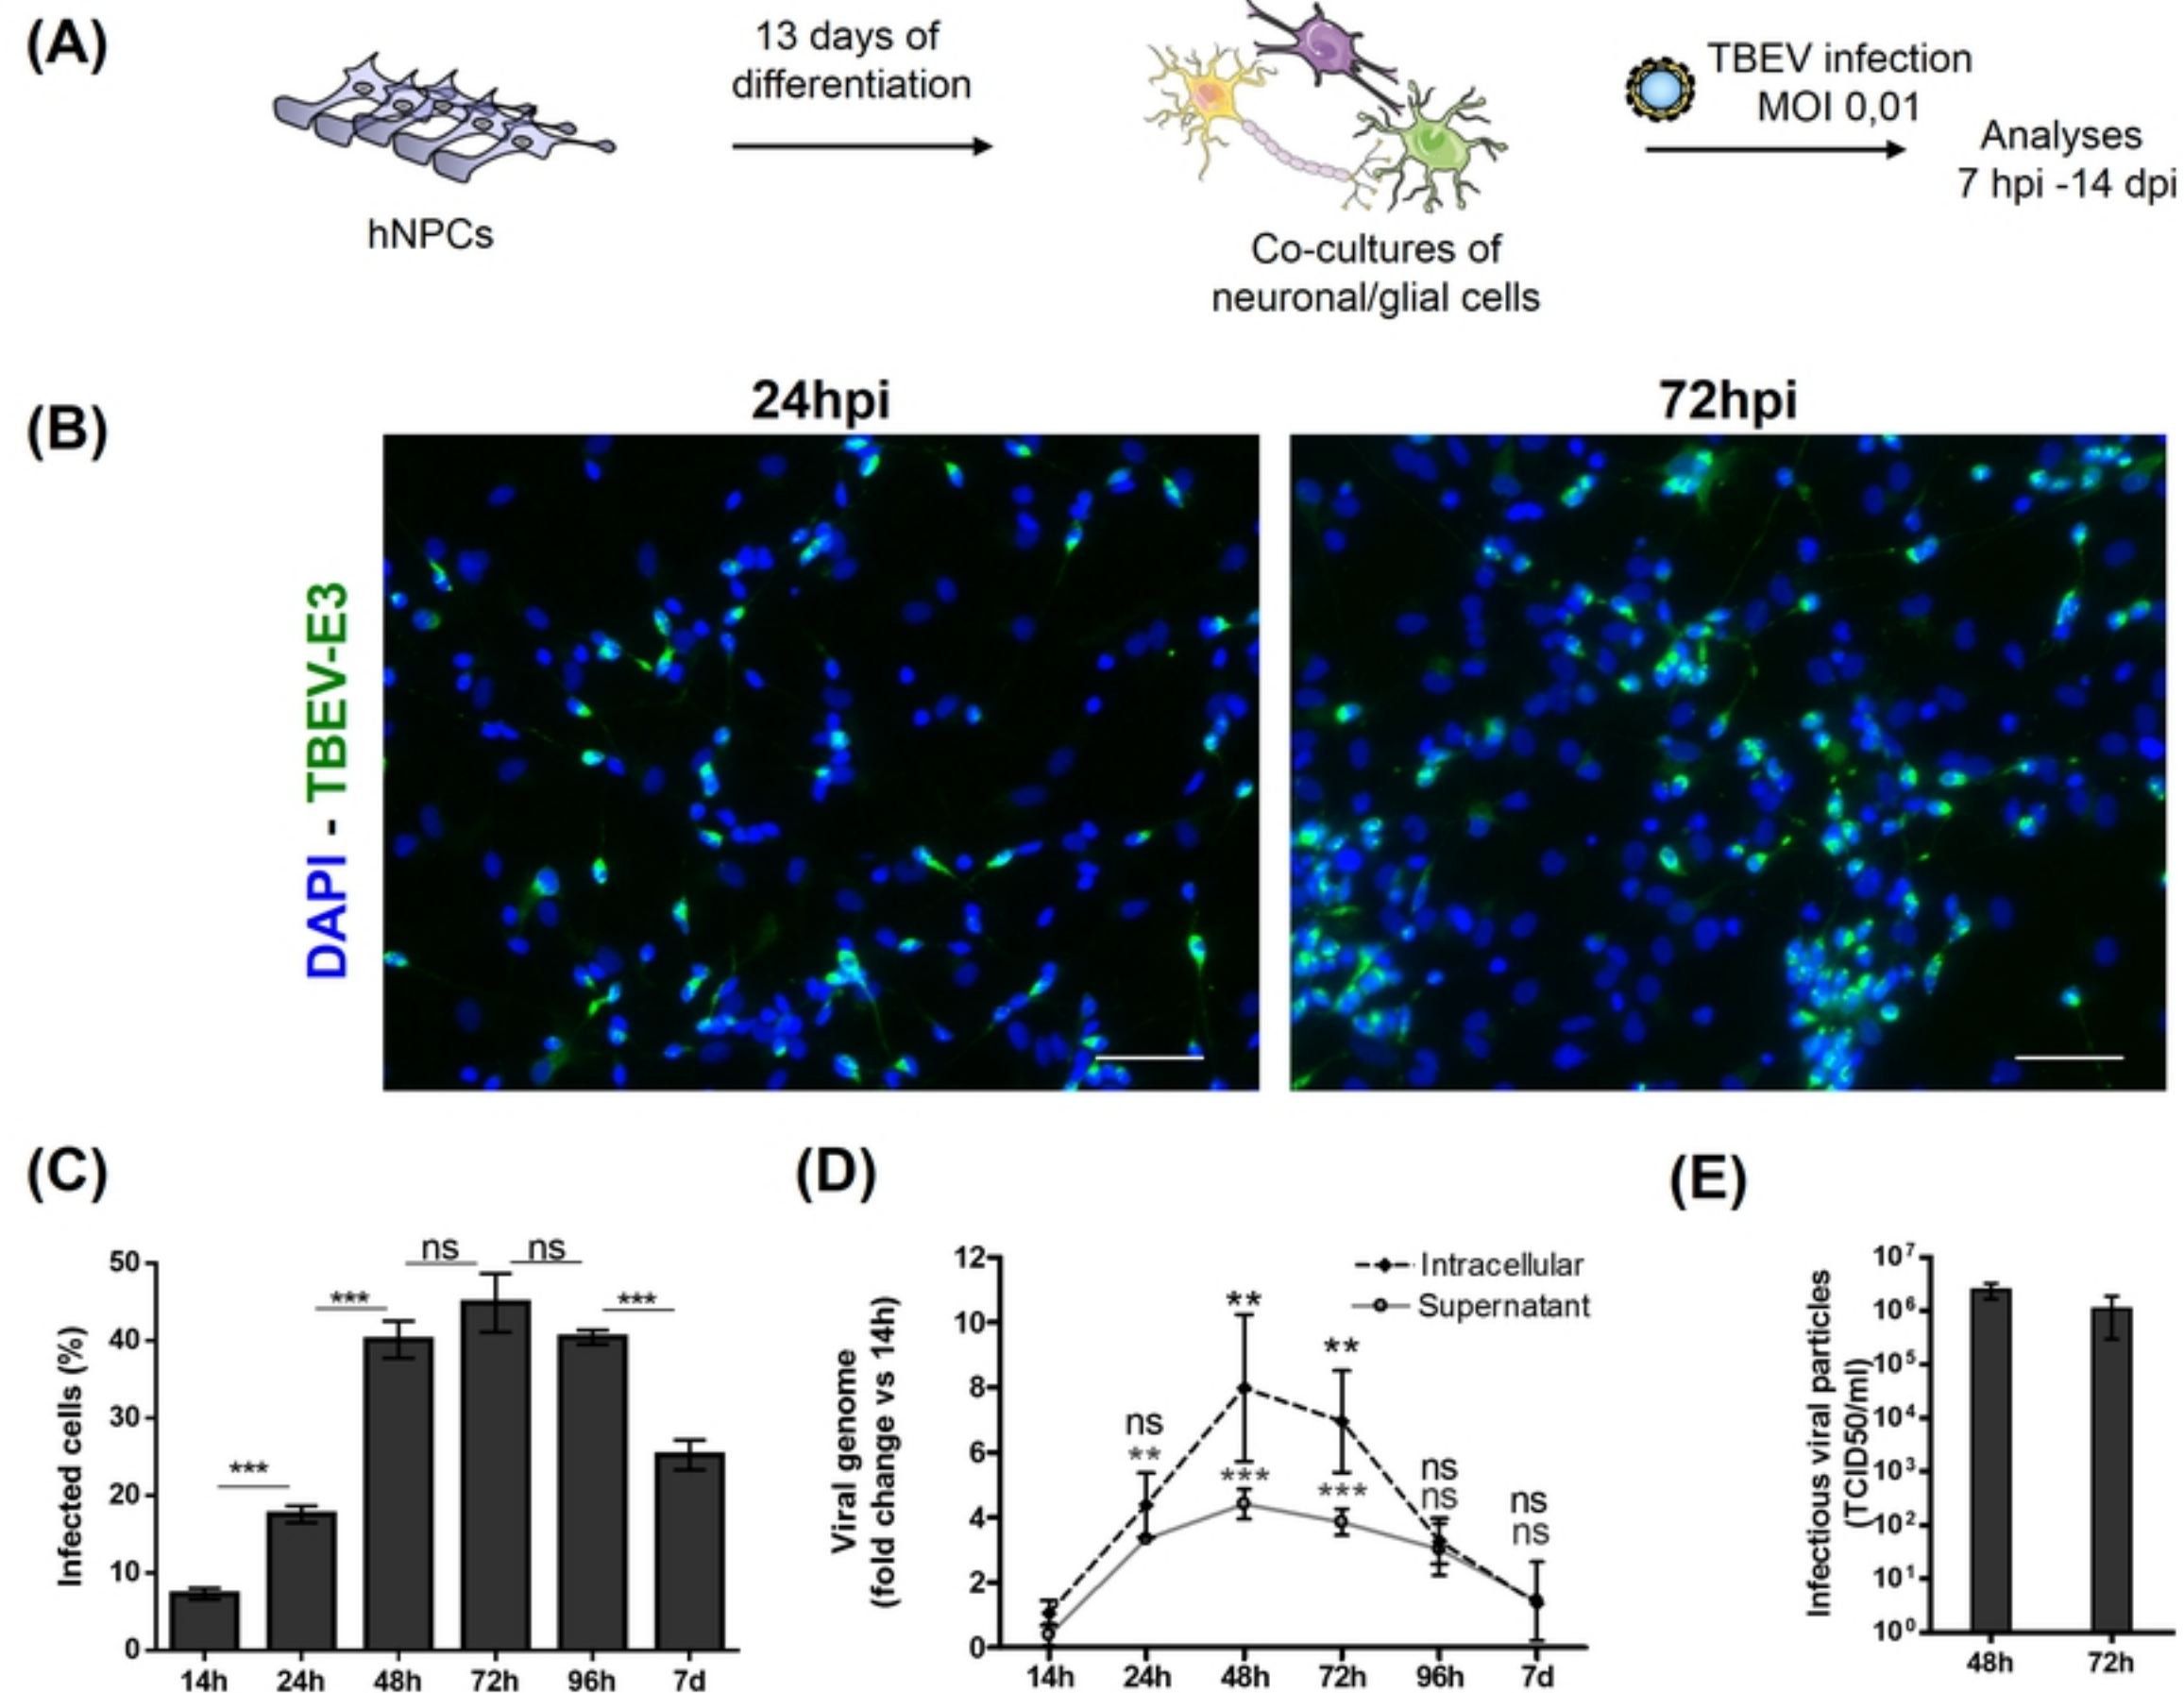 (A)
13 days of
differentiation
TBEV infection
MOI 0,01
Analyses
7 hpi -14 dpi
hNPCs
Co-cultures of
neuronal/glial cells
(B)
24hpi
72hpi
DAPI - TBEV-E3
(C)
Infected cells (%)
50
40
30
20
10
0
***
***
ns
ns
***
14h
24h
48h
72h
96h
7d
(D)
Viral genome
(fold change vs 14h)
12
10
8
6
4
2
0
Intracellular
Supernatant
ns
**
**
***
**
***
ns
ns
ns
ns
14h
24h
48h
72h
96h
7d
(E)
Infectious viral particles
(TCID50/ml)
10⁷
10⁶
10⁵
10⁴
10³
10²
10¹
10⁰
48h
72h